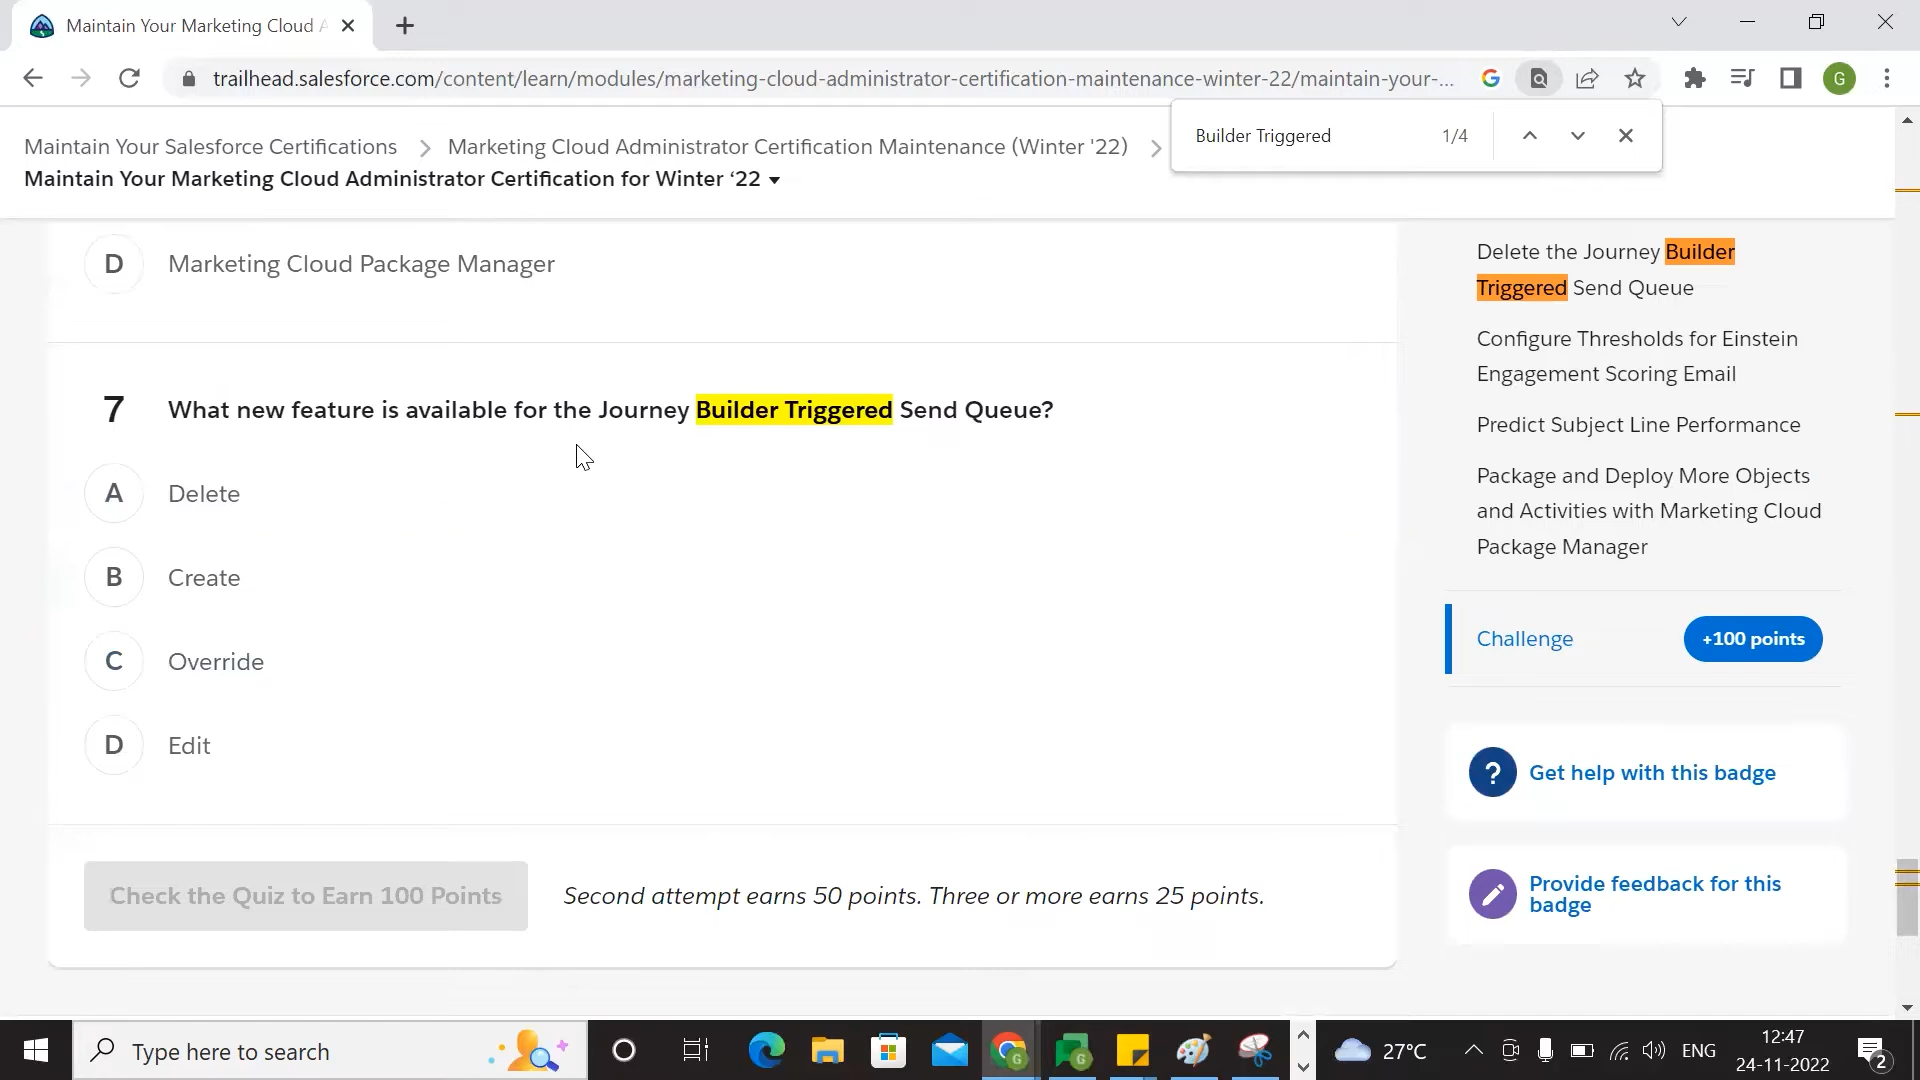 Maintain Your Marketing Cloud A
trailhead.salesforce.com/content/learn/modules/marketing-cloud-administrator-certification-maintenance-winter-22/maintain-your-...
G
Builder Triggered 1/4
Maintain Your Salesforce Certifications Marketing Cloud Administrator Certification Maintenance (Winter '22)
Maintain Your Marketing Cloud Administrator Certification for Winter ‘22
D Marketing Cloud Package Manager
7 What new feature is available for the Journey Builder Triggered Send Queue?
A Delete
B Create
C Override
D Edit
Check the Quiz to Earn 100 Points Second attempt earns 50 points. Three or more earns 25 points.
Delete the Journey Builder
Triggered Send Queue
Configure Thresholds for Einstein
Engagement Scoring Email
Predict Subject Line Performance
Package and Deploy More Objects
and Activities with Marketing Cloud
Package Manager
Challenge +100 points
? Get help with this badge
Provide feedback for this
badge
Type here to search
G
G
27°C
ENG
12:47
24-11-2022
2